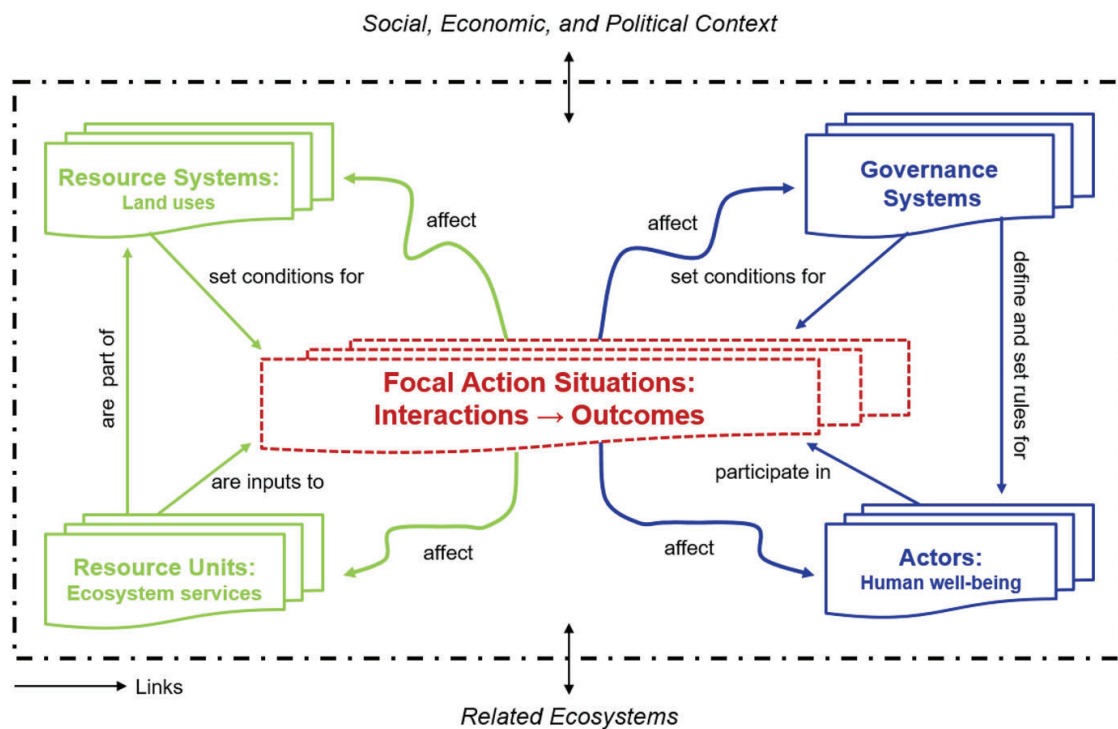 Social, Economic, and Political Context
Resource Systems:
Land uses
Governance
Systems
affect
affect
set conditions for
set conditions for
are part of
define and set rules for
Focal Action Situations:
Interactions → Outcomes
are inputs to
participate in
affect
affect
Resource Units:
Ecosystem services
Actors:
Human well-being
Links
Related Ecosystems